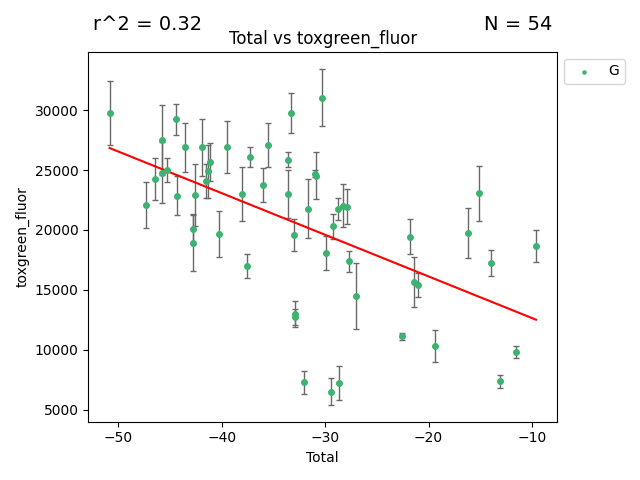 r^2 = 0.32
N = 54
Total vs toxgreen_fluor
G
toxgreen_fluor
30000
25000
20000
15000
10000
5000
−50
−40
−30
−20
−10
Total